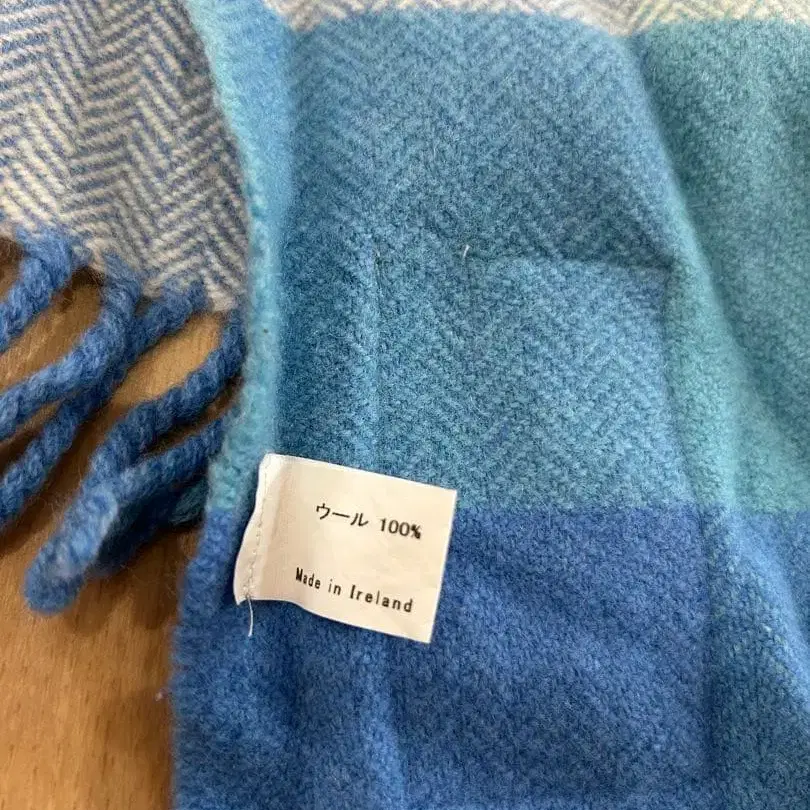 ウール 100%
Made in Ireland